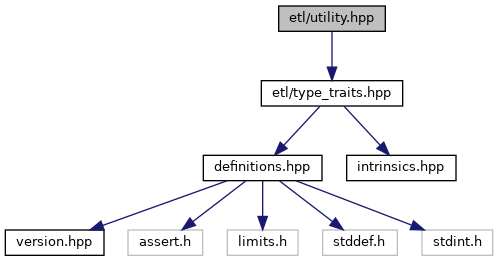 etl/utility.hpp
etl/type_traits.hpp
definitions.hpp
intrinsics.hpp
version.hpp
assert.h
limits.h
stddef.h
stdint.h